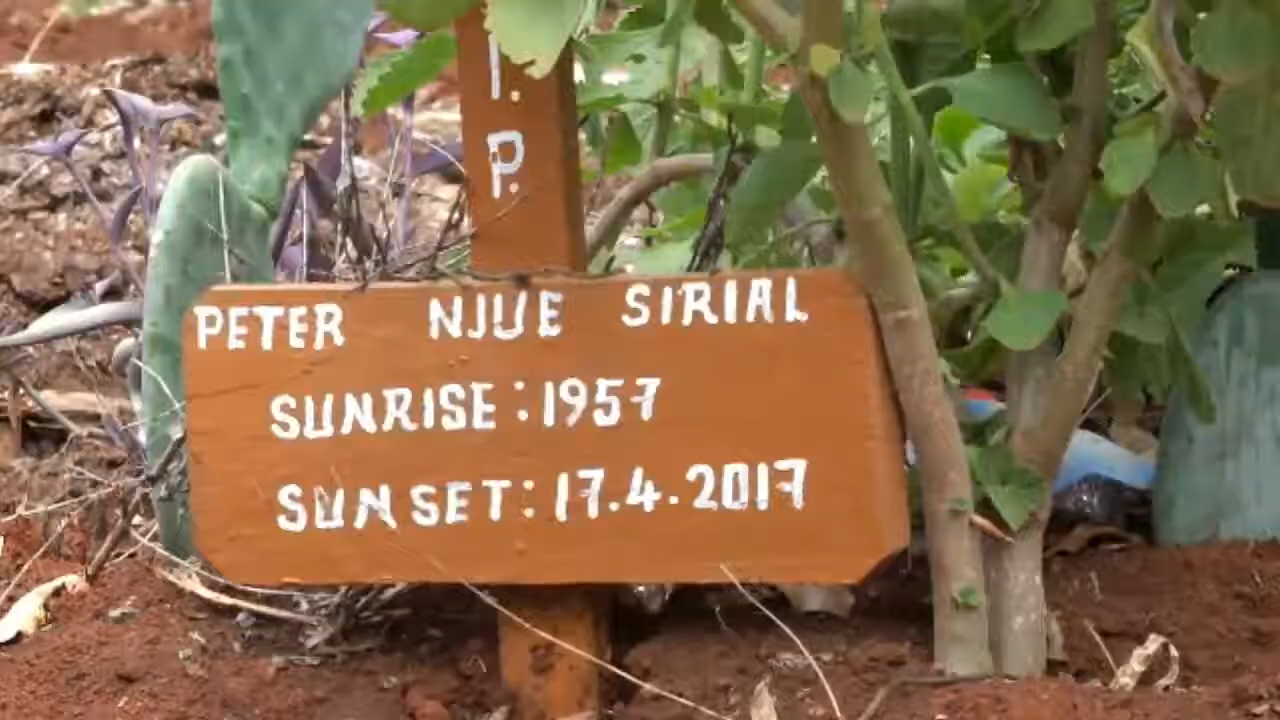 I.
P.
PETER NJUE SIRIAL
SUNRISE : 1957
SUNSET : 17.4.2017